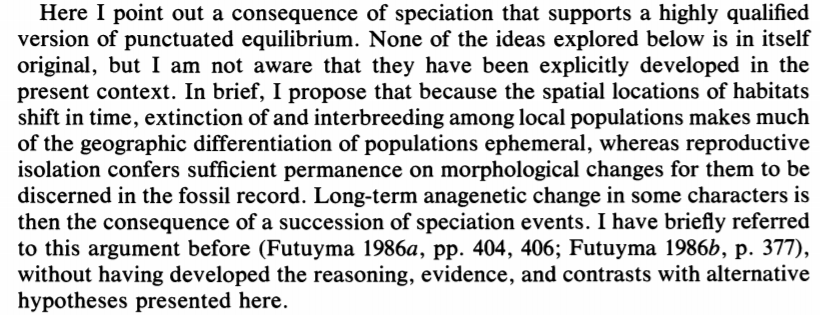 Here I point out a consequence of speciation that supports a highly qualified
version of punctuated equilibrium. None of the ideas explored below is in itself
original, but I am not aware that they have been explicitly developed in the
present context. In brief, I propose that because the spatial locations of habitats
shift in time, extinction of and interbreeding among local populations makes much
of the geographic differentiation of populations ephemeral, whereas reproductive
isolation confers sufficient permanence on morphological changes for them to be
discerned in the fossil record. Long-term anagenetic change in some characters is
then the consequence of a succession of speciation events. I have briefly referred
to this argument before (Futuyma 1986a, pp. 404, 406; Futuyma 1986b, p. 377),
without having developed the reasoning, evidence, and contrasts with alternative
hypotheses presented here.